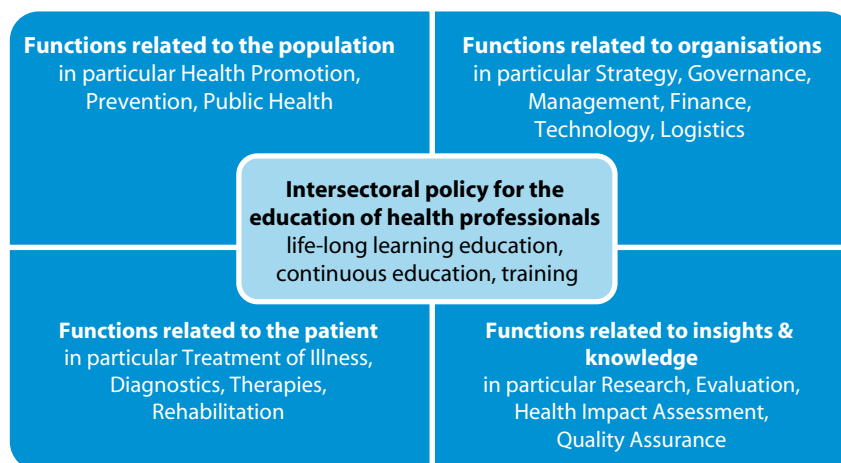 Functions related to the population
in particular Health Promotion,
Prevention, Public Health
Functions related to organisations
in particular Strategy, Governance,
Management, Finance,
Technology, Logistics
Intersectoral policy for the
education of health professionals
life-long learning education,
continuous education, training
Functions related to the patient
in particular Treatment of Illness,
Diagnostics, Therapies,
Rehabilitation
Functions related to insights &
knowledge
in particular Research, Evaluation,
Health Impact Assessment,
Quality Assurance